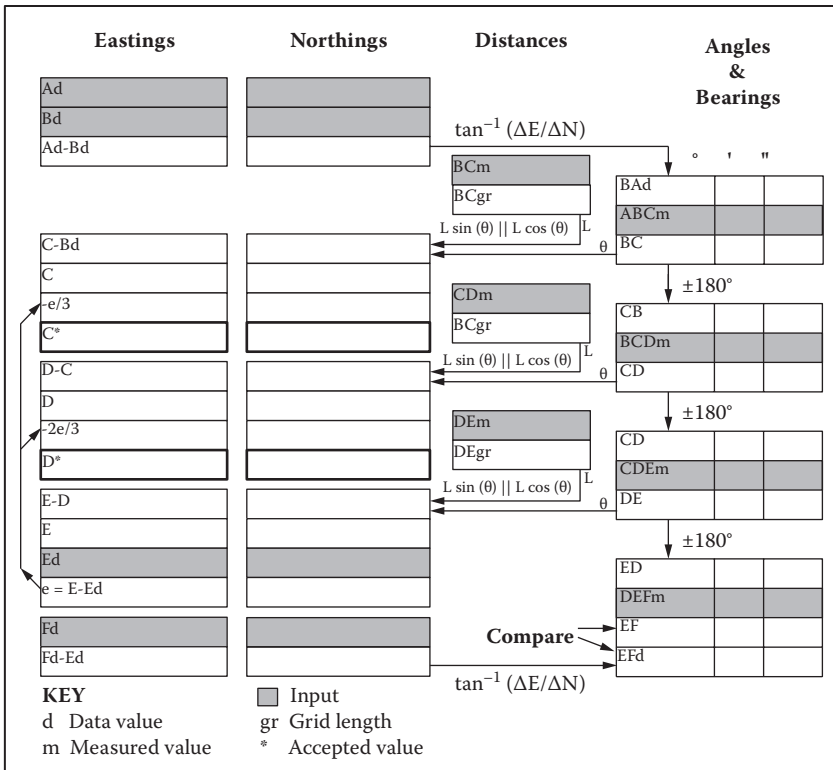 Eastings Northings Distances Angles
&
Bearings
Ad
Bd
Ad-Bd
tan⁻¹ (ΔE/ΔN)
° ' "
BCm
BCgr
BAd
ABCm
BC
L sin (θ) || L cos (θ) L
θ
C-Bd
C
-e/3
C*
±180°
CDm
BCgr
CB
BCDm
CD
L sin (θ) || L cos (θ) L
θ
D-C
D
-2e/3
D*
±180°
DEm
DEgr
CD
CDEm
DE
L sin (θ) || L cos (θ) L
θ
E-D
E
Ed
e = E-Ed
±180°
ED
DEFm
EF
EFd
Compare
Fd
Fd-Ed
tan⁻¹ (ΔE/ΔN)
KEY
d Data value
m Measured value
Input
gr Grid length
* Accepted value